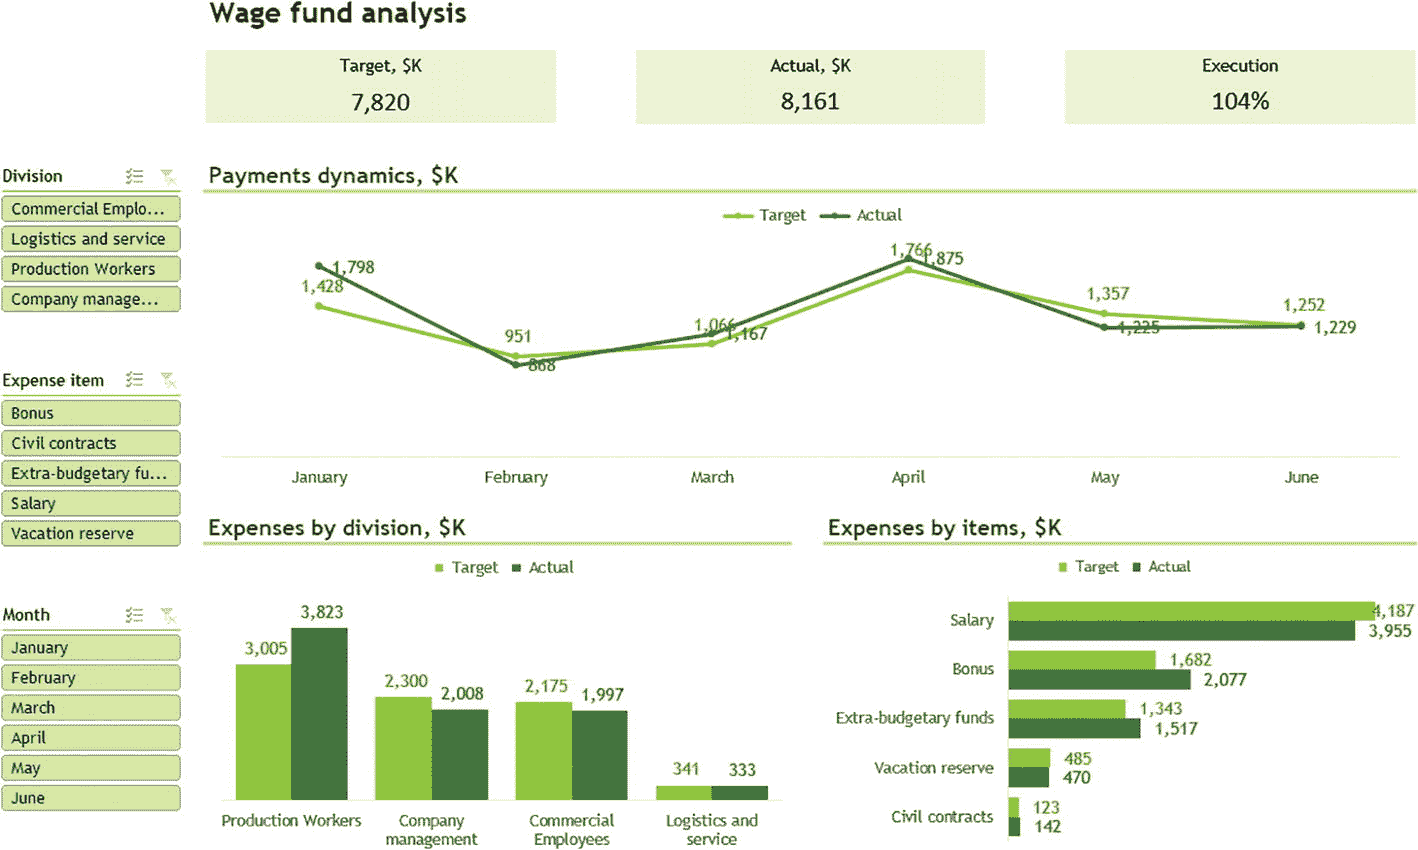 Wage fund analysis
Target, $K
7,820
Actual, $K
8,161
Execution
104%
Division
Commercial Emplo...
Logistics and service
Production Workers
Company manage...
Expense item
Bonus
Civil contracts
Extra-budgetary fu...
Salary
Vacation reserve
Month
January
February
March
April
May
June
Payments dynamics, $K
Target Actual
1,798
1,428
951
868
1,066
1,167
1,766
1,875
1,357
1,225
1,252
1,229
January February March April May June
Expenses by division, $K
Target Actual
3,005 3,823
2,300 2,008
2,175 1,997
341 333
Production Workers
Company
management
Commercial
Employees
Logistics and
service
Expenses by items, $K
Target Actual
Salary
4,187
3,955
Bonus
1,682
2,077
Extra-budgetary funds
1,343
1,517
Vacation reserve
485
470
Civil contracts
123
142